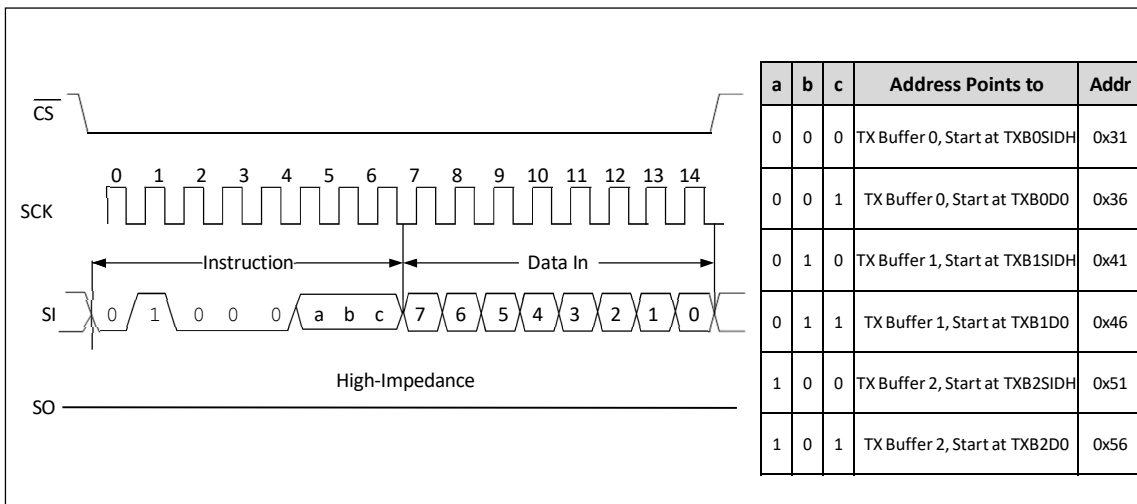 CS
0 1 2 3 4 5 6 7 8 9 10 11 12 13 14
SCK
Instruction Data In
SI 0 1 0 0 0 a b c 7 6 5 4 3 2 1 0
High-Impedance
SO
a b c Address Points to Addr
0 0 0 TX Buffer 0, Start at TXB0SIDH 0x31
0 0 1 TX Buffer 0, Start at TXB0D0 0x36
0 1 0 TX Buffer 1, Start at TXB1SIDH 0x41
0 1 1 TX Buffer 1, Start at TXB1D0 0x46
1 0 0 TX Buffer 2, Start at TXB2SIDH 0x51
1 0 1 TX Buffer 2, Start at TXB2D0 0x56